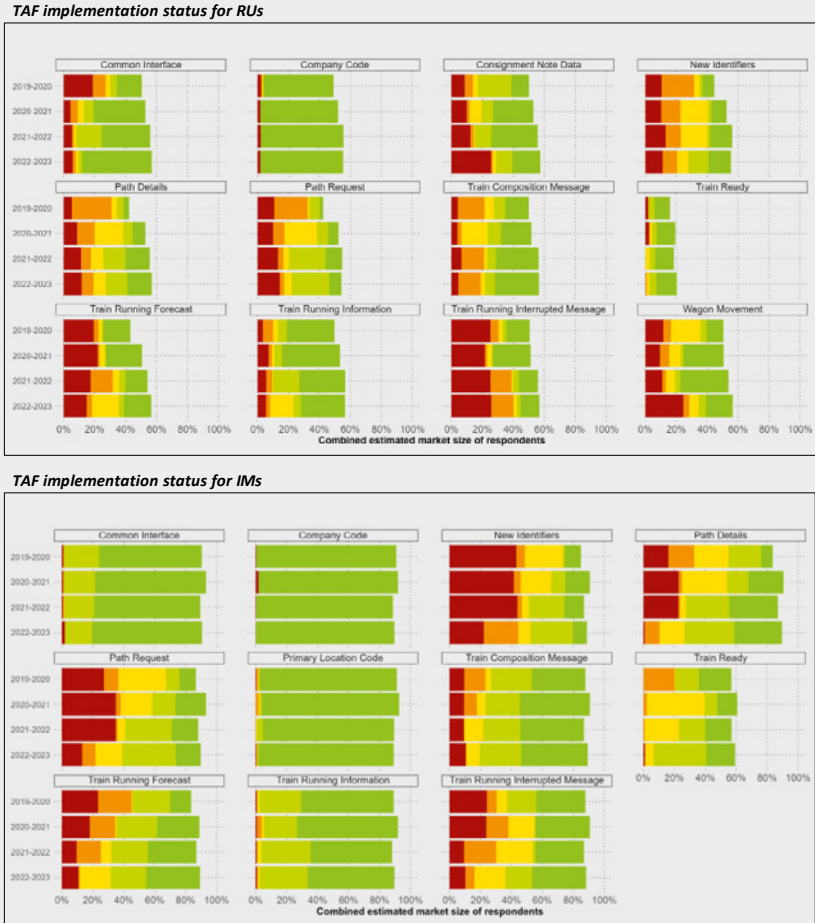 TAF implementation status for RUs
Common Interface Company Code Consignment Note Data New Identifiers
2019-2020
2020-2021
2021-2022
2022-2023
Path Details Path Request Train Composition Message Train Ready
2019-2020
2020-2021
2021-2022
2022-2023
Train Running Forecast Train Running Information Train Running Interrupted Message Wagon Movement
2019-2020
2020-2021
2021-2022
2022-2023
0% 20% 40% 60% 80% 100% 0% 20% 40% 60% 80% 100% 0% 20% 40% 60% 80% 100% 0% 20% 40% 60% 80% 100%
Combined estimated market size of respondents
TAF implementation status for IMs
Common Interface Company Code New Identifiers Path Details
2019-2020
2020-2021
2021-2022
2022-2023
Path Request Primary Location Code Train Composition Message Train Ready
2019-2020
2020-2021
2021-2022
2022-2023
0% 20% 40% 60% 80% 100%
Train Running Forecast Train Running Information Train Running Interrupted Message
2019-2020
2020-2021
2021-2022
2022-2023
0% 20% 40% 60% 80% 100% 0% 20% 40% 60% 80% 100% 0% 20% 40% 60% 80% 100%
Combined estimated market size of respondents